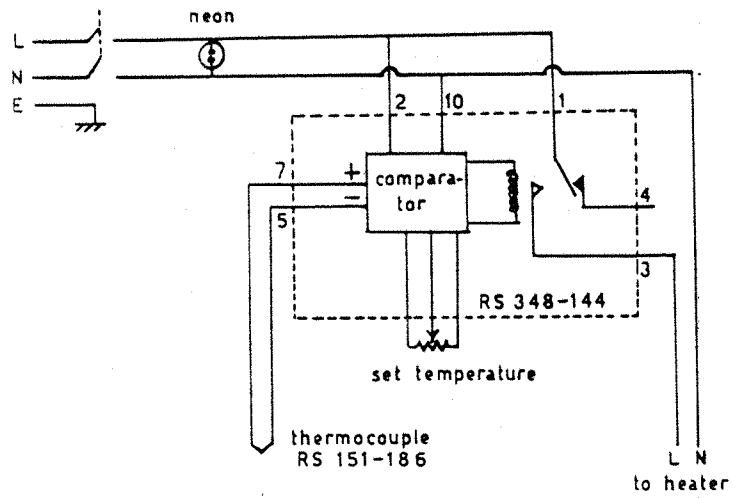 neon
L
N
E
2 10 1
7
+
compara-
tor
−
5
4
3
RS 348-144
set temperature
thermocouple
RS 151-186
L N
to heater